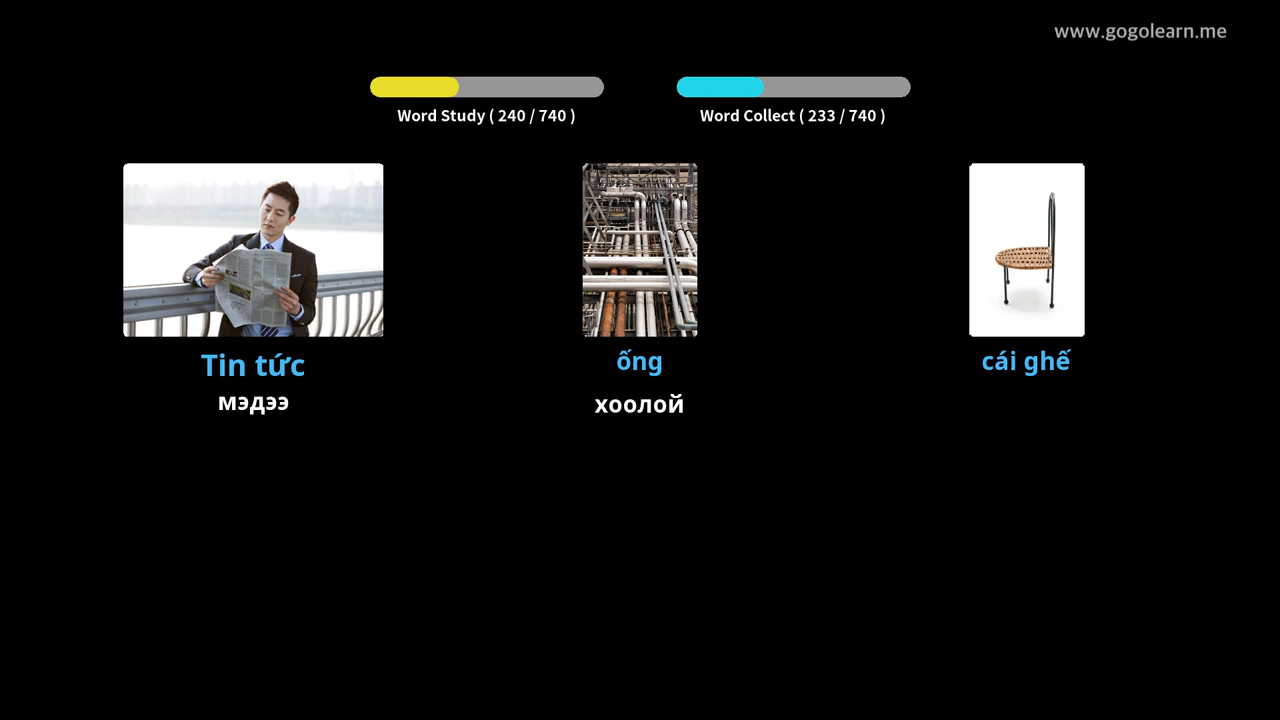 www.gogolearn.me
Word Study ( 240 / 740 )
Word Collect ( 233 / 740 )
Tin tức
мэдээ
ống
хоолой
cái ghế